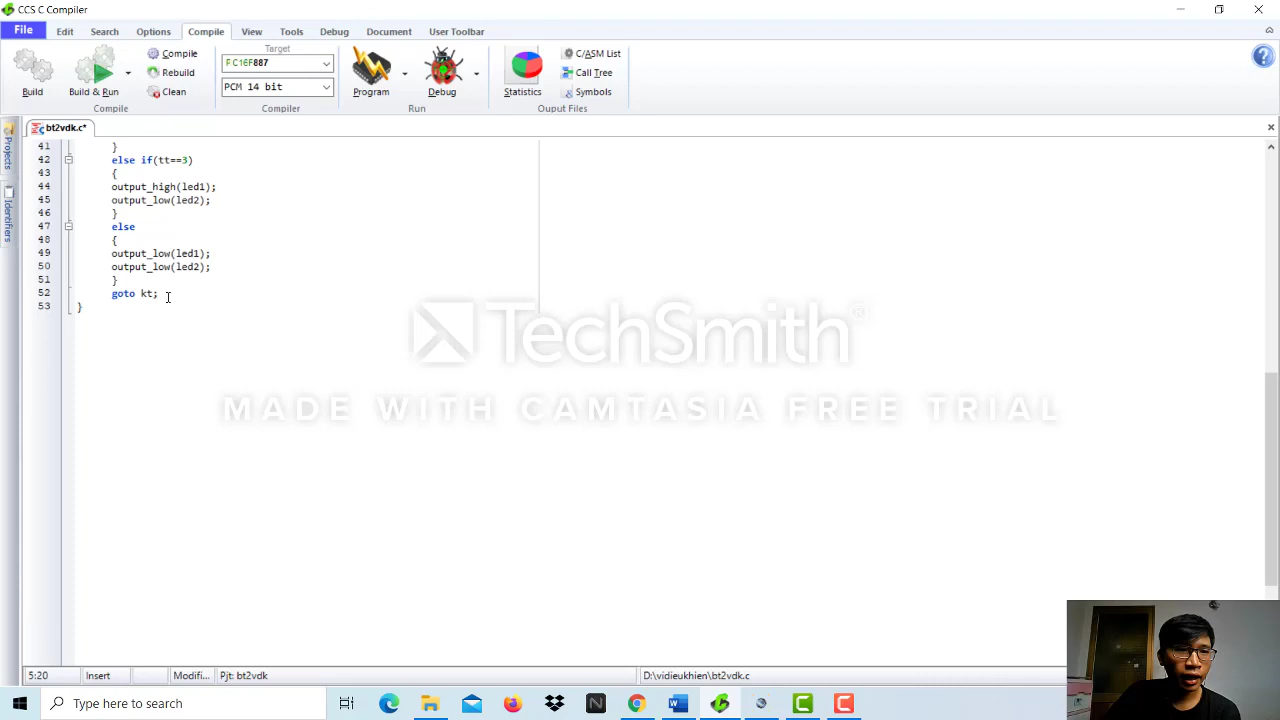 CCS C Compiler
File Edit Search Options Compile View Tools Debug Document User Toolbar
Build
Build & Run
Compile
Rebuild
Clean
Compile
Target
PIC16F887
PCM 14 bit
Compiler
Program
Debug
Run
Statistics
C/ASM List
Call Tree
Symbols
Ouput Files
Projects
Identifiers
bt2vdk.c*
41 }
42 else if(tt==3)
43 {
44 output_high(led1);
45 output_low(led2);
46 }
47 else
48 {
49 output_low(led1);
50 output_low(led2);
51 }
52 goto kt;
53 }
TechSmith®
MADE WITH CAMTASIA FREE TRIAL
5:20 Insert Modifi... Pjt: bt2vdk D:\vidieukhien\bt2vdk.c
Type here to search